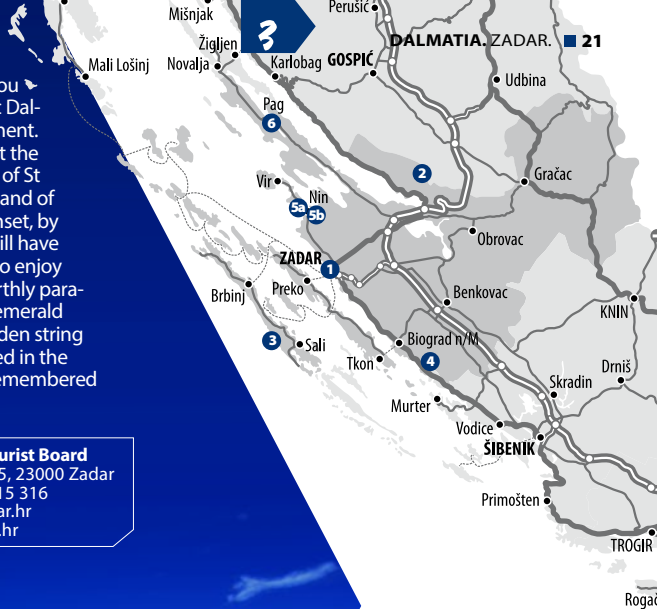 3
DALMATIA. ZADAR. 21
you
t Dal-
ment.
t the
of St
and of
nset, by
ill have
o enjoy
rthly para-
emerald
den string
ed in the
emembered
urist Board
5, 23000 Zadar
15 316
ar.hr
.hr
Mišnjak
Perušić
Žigljen
Mali Lošinj
Novalja
Karlobag
GOSPIĆ
Udbina
Pag
6
2
Gračac
Vir
Nin
5a
5b
Obrovac
ZADAR
1
Brbinj
Preko
Benkovac
KNIN
3
Sali
Biograd n/M
Tkon
4
Drniš
Skradin
Murter
Vodice
ŠIBENIK
Primošten
TROGIR
Rogač